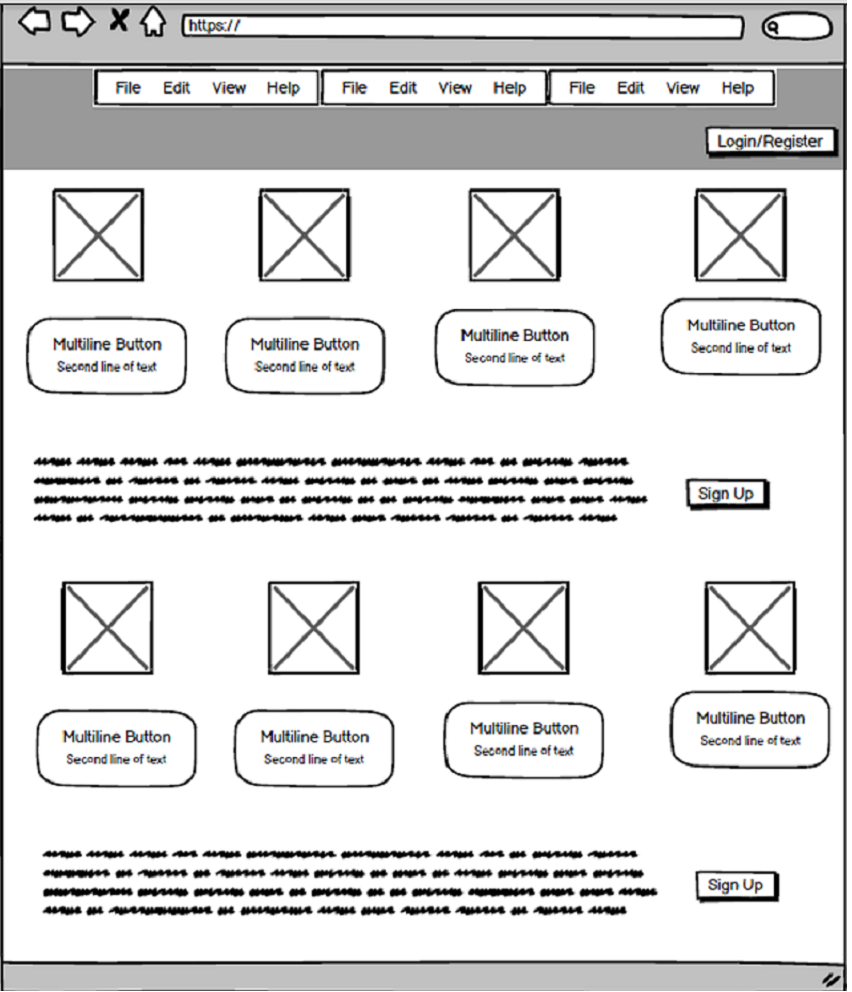 https://
File Edit View Help File Edit View Help File Edit View Help
Login/Register
Multiline Button
Second line of text
Multiline Button
Second line of text
Multiline Button
Second line of text
Multiline Button
Second line of text
Sign Up
Multiline Button
Second line of text
Multiline Button
Second line of text
Multiline Button
Second line of text
Multiline Button
Second line of text
Sign Up